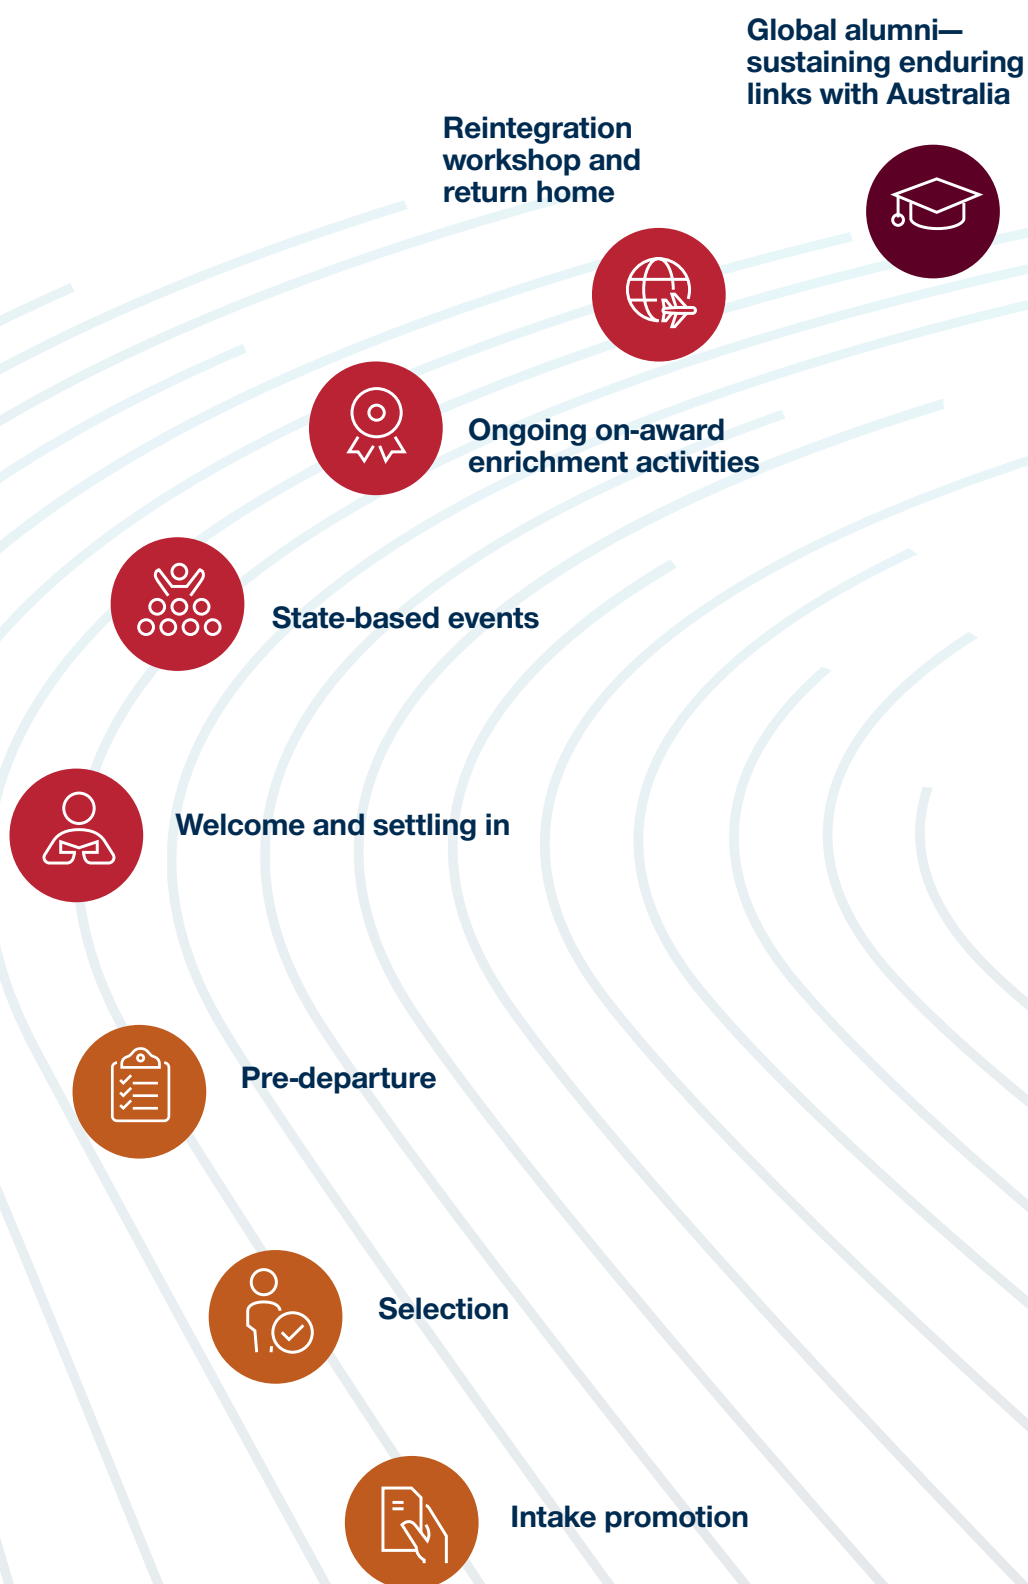 Global alumni—
sustaining enduring
links with Australia
Reintegration
workshop and
return home
Ongoing on-award
enrichment activities
State-based events
Welcome and settling in
Pre-departure
Selection
Intake promotion